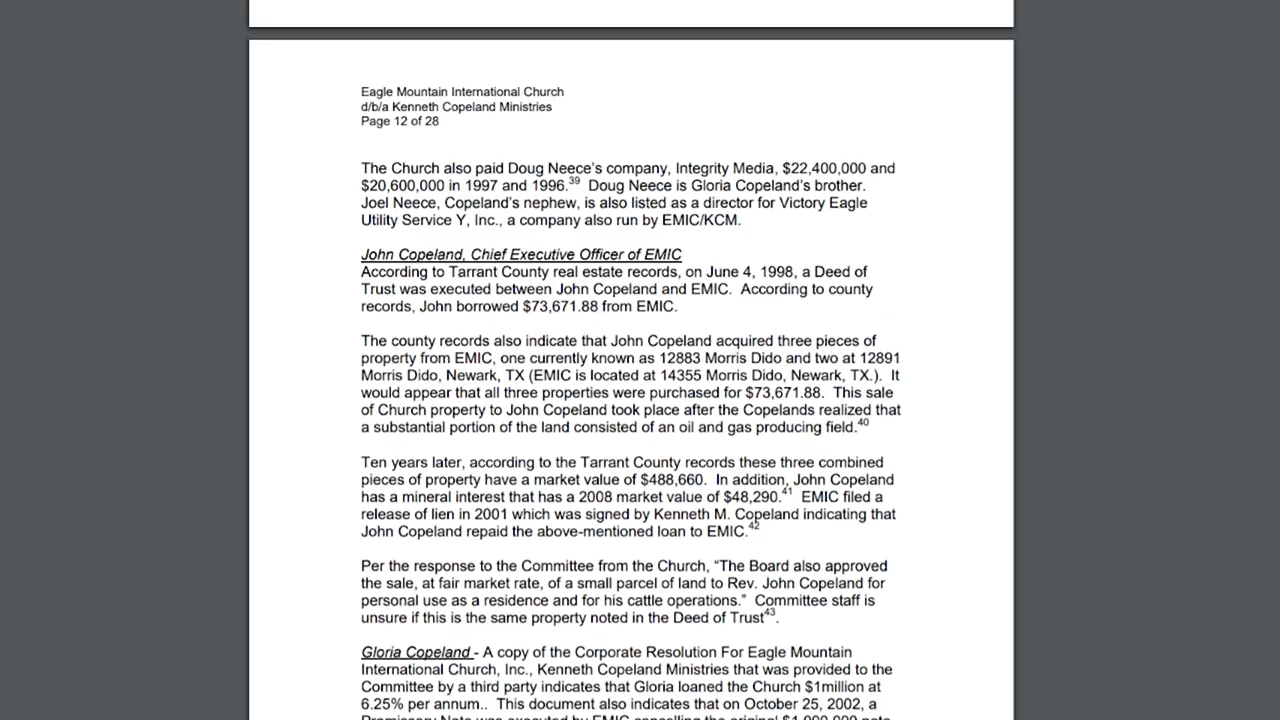 Eagle Mountain International Church
d/b/a Kenneth Copeland Ministries
Page 12 of 28
The Church also paid Doug Neece’s company, Integrity Media, $22,400,000 and
$20,600,000 in 1997 and 1996.39 Doug Neece is Gloria Copeland’s brother.
Joel Neece, Copeland’s nephew, is also listed as a director for Victory Eagle
Utility Service Y, Inc., a company also run by EMIC/KCM.
John Copeland, Chief Executive Officer of EMIC
According to Tarrant County real estate records, on June 4, 1998, a Deed of
Trust was executed between John Copeland and EMIC. According to county
records, John borrowed $73,671.88 from EMIC.
The county records also indicate that John Copeland acquired three pieces of
property from EMIC, one currently known as 12883 Morris Dido and two at 12891
Morris Dido, Newark, TX (EMIC is located at 14355 Morris Dido, Newark, TX.). It
would appear that all three properties were purchased for $73,671.88. This sale
of Church property to John Copeland took place after the Copelands realized that
a substantial portion of the land consisted of an oil and gas producing field.40
Ten years later, according to the Tarrant County records these three combined
pieces of property have a market value of $488,660. In addition, John Copeland
has a mineral interest that has a 2008 market value of $48,290.41 EMIC filed a
release of lien in 2001 which was signed by Kenneth M. Copeland indicating that
John Copeland repaid the above-mentioned loan to EMIC.42
Per the response to the Committee from the Church, “The Board also approved
the sale, at fair market rate, of a small parcel of land to Rev. John Copeland for
personal use as a residence and for his cattle operations.” Committee staff is
unsure if this is the same property noted in the Deed of Trust43.
Gloria Copeland - A copy of the Corporate Resolution For Eagle Mountain
International Church, Inc., Kenneth Copeland Ministries that was provided to the
Committee by a third party indicates that Gloria loaned the Church $1million at
6.25% per annum.. This document also indicates that on October 25, 2002, a
Promissory Note was executed by EMIC cancelling the original $1,000,000 note